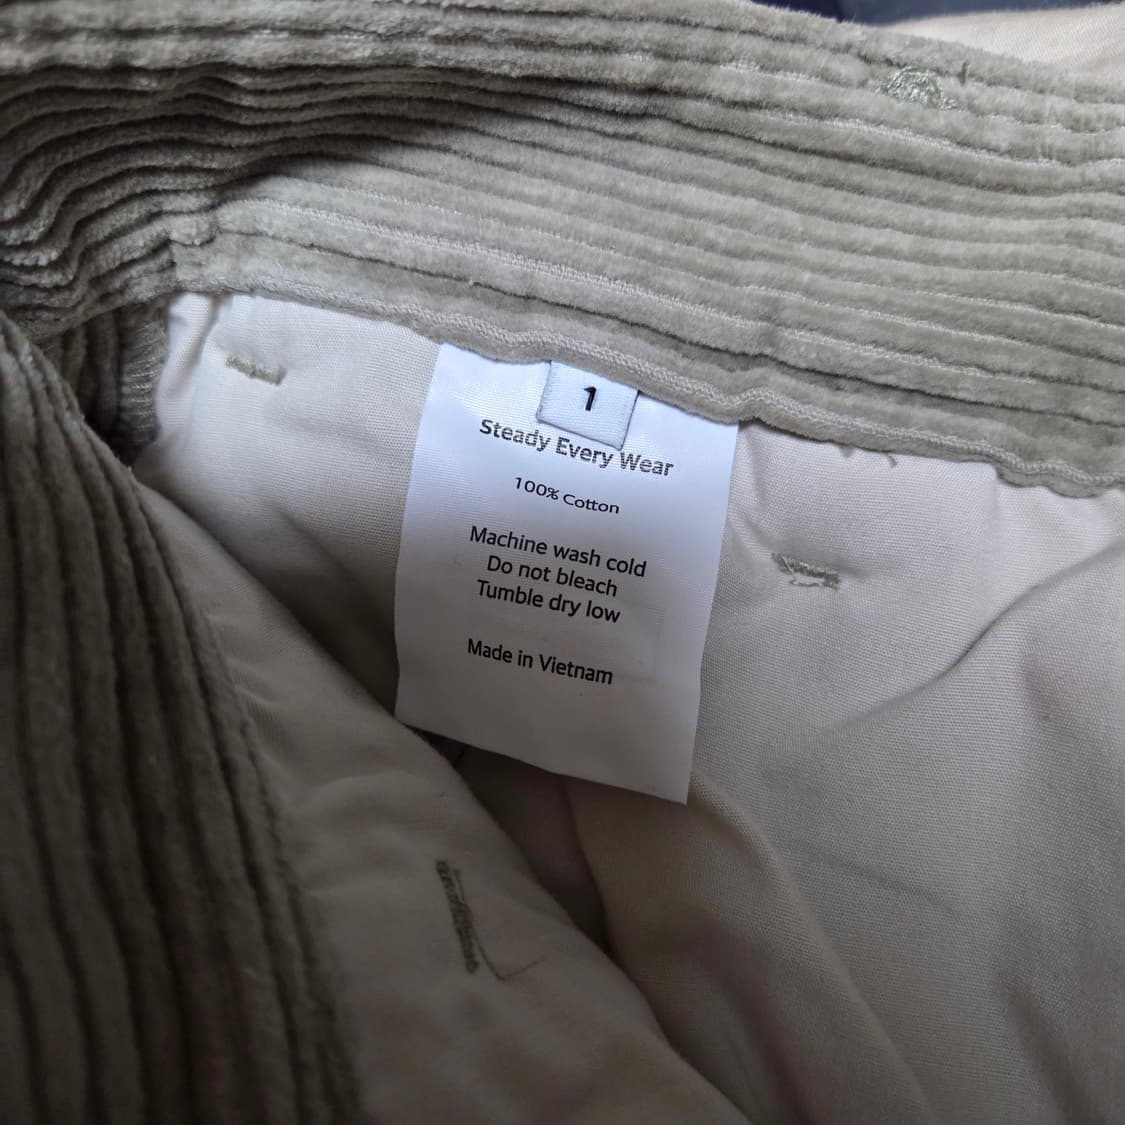 1
Steady Every Wear
100% Cotton
Machine wash cold
Do not bleach
Tumble dry low
Made in Vietnam